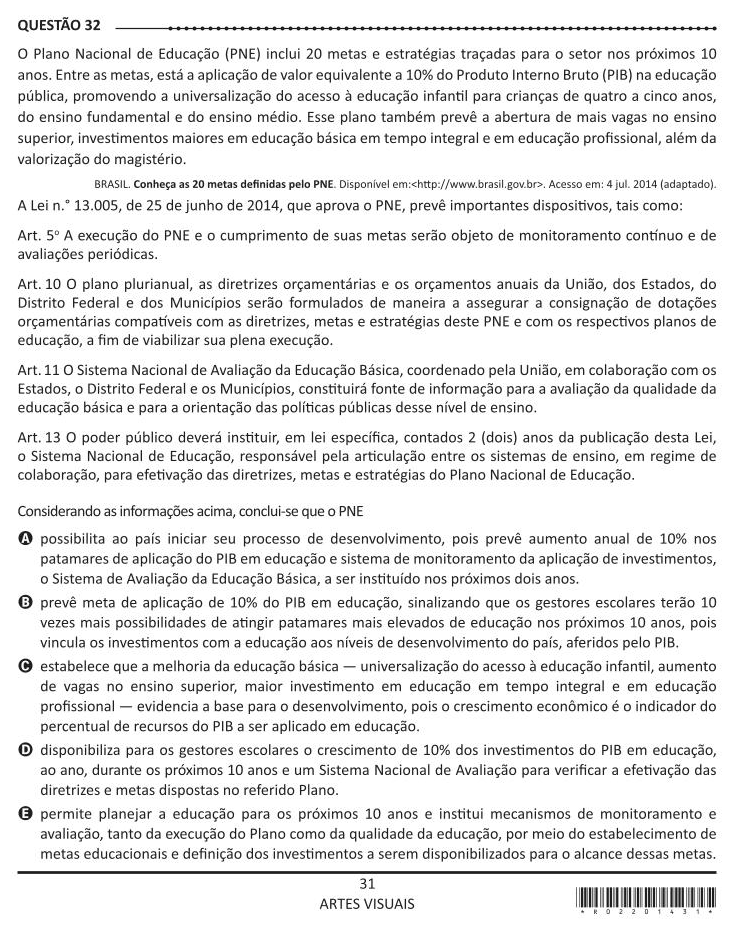 QUESTÃO 32
O Plano Nacional de Educação (PNE) inclui 20 metas e estratégias traçadas para o setor nos próximos 10
anos. Entre as metas, está a aplicação de valor equivalente a 10% do Produto Interno Bruto (PIB) na educação
pública, promovendo a universalização do acesso à educação infantil para crianças de quatro a cinco anos,
do ensino fundamental e do ensino médio. Esse plano também prevê a abertura de mais vagas no ensino
superior, investimentos maiores em educação básica em tempo integral e em educação profissional, além da
valorização do magistério.
BRASIL. Conheça as 20 metas definidas pelo PNE. Disponível em:<http://www.brasil.gov.br>. Acesso em: 4 jul. 2014 (adaptado).
A Lei n.° 13.005, de 25 de junho de 2014, que aprova o PNE, prevê importantes dispositivos, tais como:
Art. 5º A execução do PNE e o cumprimento de suas metas serão objeto de monitoramento contínuo e de
avaliações periódicas.
Art. 10 O plano plurianual, as diretrizes orçamentárias e os orçamentos anuais da União, dos Estados, do
Distrito Federal e dos Municípios serão formulados de maneira a assegurar a consignação de dotações
orçamentárias compatíveis com as diretrizes, metas e estratégias deste PNE e com os respectivos planos de
educação, a fim de viabilizar sua plena execução.
Art. 11 O Sistema Nacional de Avaliação da Educação Básica, coordenado pela União, em colaboração com os
Estados, o Distrito Federal e os Municípios, constituirá fonte de informação para a avaliação da qualidade da
educação básica e para a orientação das políticas públicas desse nível de ensino.
Art. 13 O poder público deverá instituir, em lei específica, contados 2 (dois) anos da publicação desta Lei,
o Sistema Nacional de Educação, responsável pela articulação entre os sistemas de ensino, em regime de
colaboração, para efetivação das diretrizes, metas e estratégias do Plano Nacional de Educação.
Considerando as informações acima, conclui-se que o PNE
A possibilita ao país iniciar seu processo de desenvolvimento, pois prevê aumento anual de 10% nos
patamares de aplicação do PIB em educação e sistema de monitoramento da aplicação de investimentos,
o Sistema de Avaliação da Educação Básica, a ser instituído nos próximos dois anos.
B prevê meta de aplicação de 10% do PIB em educação, sinalizando que os gestores escolares terão 10
vezes mais possibilidades de atingir patamares mais elevados de educação nos próximos 10 anos, pois
vincula os investimentos com a educação aos níveis de desenvolvimento do país, aferidos pelo PIB.
C estabelece que a melhoria da educação básica — universalização do acesso à educação infantil, aumento
de vagas no ensino superior, maior investimento em educação em tempo integral e em educação
profissional — evidencia a base para o desenvolvimento, pois o crescimento econômico é o indicador do
percentual de recursos do PIB a ser aplicado em educação.
D disponibiliza para os gestores escolares o crescimento de 10% dos investimentos do PIB em educação,
ao ano, durante os próximos 10 anos e um Sistema Nacional de Avaliação para verificar a efetivação das
diretrizes e metas dispostas no referido Plano.
E permite planejar a educação para os próximos 10 anos e institui mecanismos de monitoramento e
avaliação, tanto da execução do Plano como da qualidade da educação, por meio do estabelecimento de
metas educacionais e definição dos investimentos a serem disponibilizados para o alcance dessas metas.
31
ARTES VISUAIS
* R 0 2 2 0 1 4 3 1 *